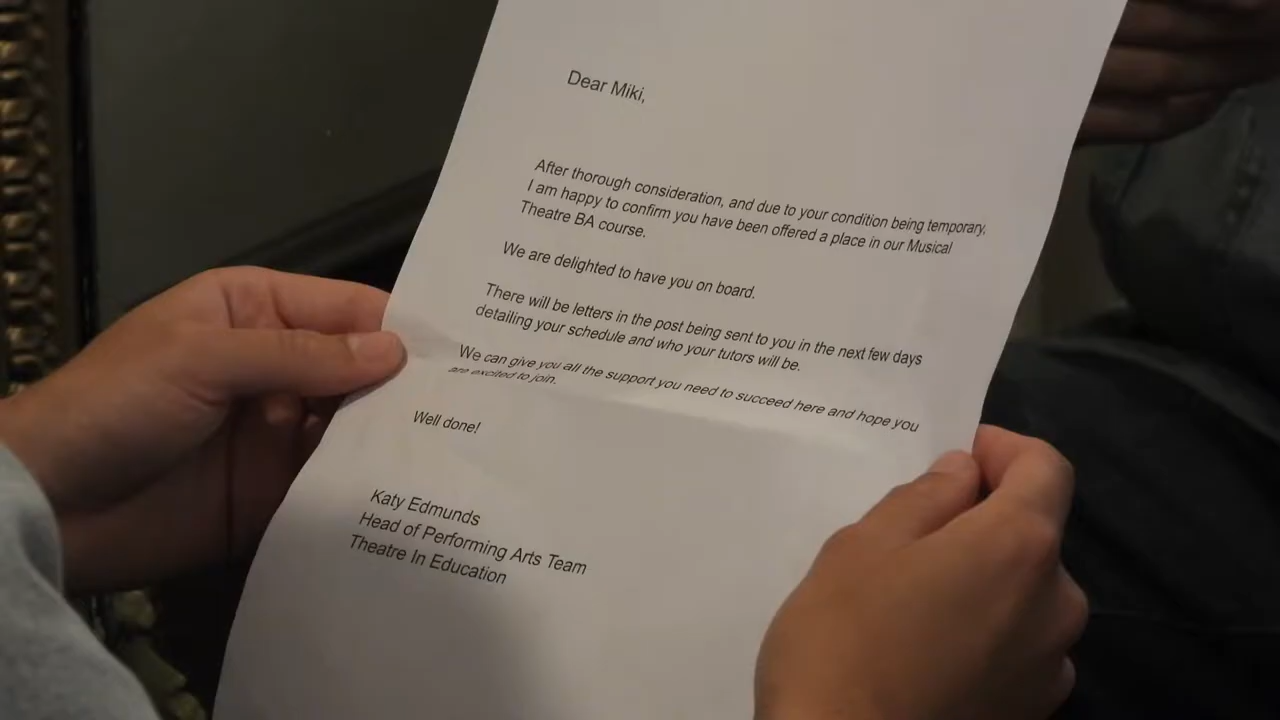 Dear Miki,
After thorough consideration, and due to your condition being temporary,
I am happy to confirm you have been offered a place in our Musical
Theatre BA course.
We are delighted to have you on board.
There will be letters in the post being sent to you in the next few days
detailing your schedule and who your tutors will be.
We can give you all the support you need to succeed here and hope you
are excited to join.
Well done!
Katy Edmunds
Head of Performing Arts Team
Theatre In Education